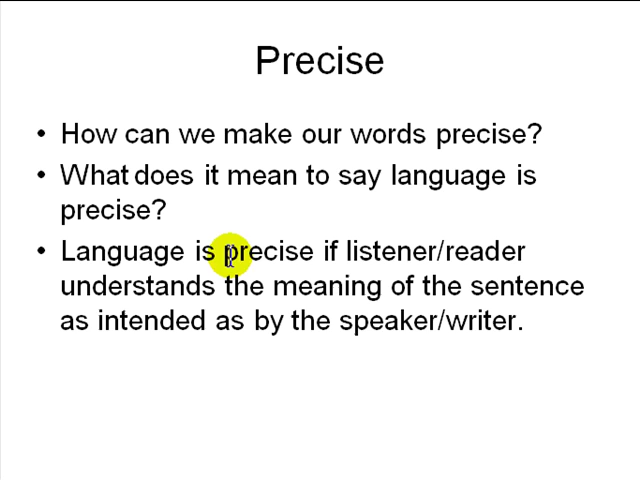 Precise
• How can we make our words precise?
• What does it mean to say language is
precise?
• Language is precise if listener/reader
understands the meaning of the sentence
as intended as by the speaker/writer.